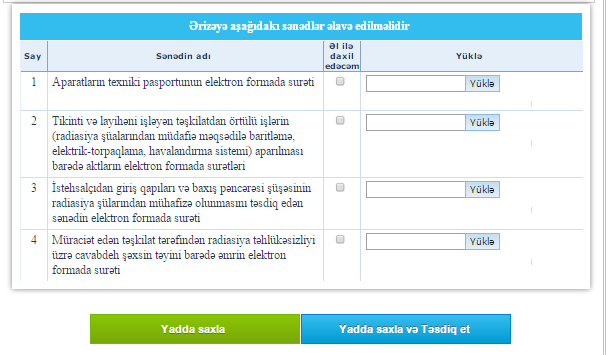 Ərizəyə aşağıdakı sənədlər əlavə edilməlidir
Say
Sənədin adı
Əl ilə
daxil
edəcəm
Yüklə
1
Aparatların texniki pasportunun elektron formada surəti
Yüklə
2
Tikinti və layihəni işləyən təşkilatdan örtülü işlərin
(radiasiya şüalarından müdafiə məqsədilə baritləmə,
elektrik-torpaqlama, havalandırma sistemi) aparılması
barədə aktların elektron formada surətləri
Yüklə
3
İstehsalçıdan giriş qapıları və baxış pəncərəsi şüşəsinin
radiasiya şülarından mühafizə olunmasını təsdiq edən
sənədin elektron formada surəti
Yüklə
4
Müraciət edən təşkilat tərəfindən radiasiya təhlükəsizliyi
üzrə cavabdeh şəxsin təyini barədə əmrin elektron
formada surəti
Yüklə
Yadda saxla
Yadda saxla və Təsdiq et